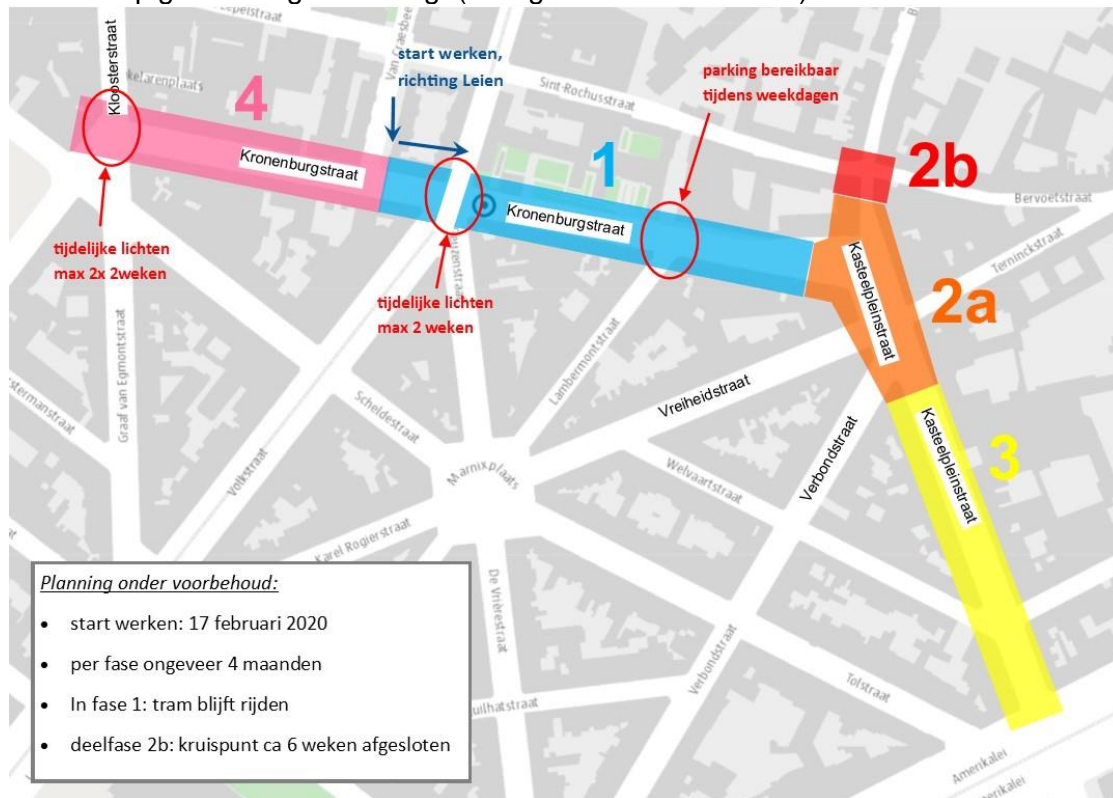 Kloosterstraat
start werken,
richting Leien
Sint-Rochusstraat
parking bereikbaar
tijdens weekdagen
4
Kronenburgstraat
1
Kronenburgstraat
2b
Bervoetstraat
Terninckstraat
tijdelijke lichten
max 2x 2weken
tijdelijke lichten
max 2 weken
Kasteelpleinstraat
2a
Graaf van Egmontstraat
Lambermontstraat
Vreiheidstraat
Scheldestraat
Volkstraat
Marnixplaats
Welvaartstraat
Verbondstraat
Kasteelpleinstraat
3
Karel Rogierstraat
De Vrièrestraat
Verbondstraat
Tolstraat
Amerikalei
Planning onder voorbehoud:
• start werken: 17 februari 2020
• per fase ongeveer 4 maanden
• In fase 1: tram blijft rijden
• deelfase 2b: kruispunt ca 6 weken afgesloten